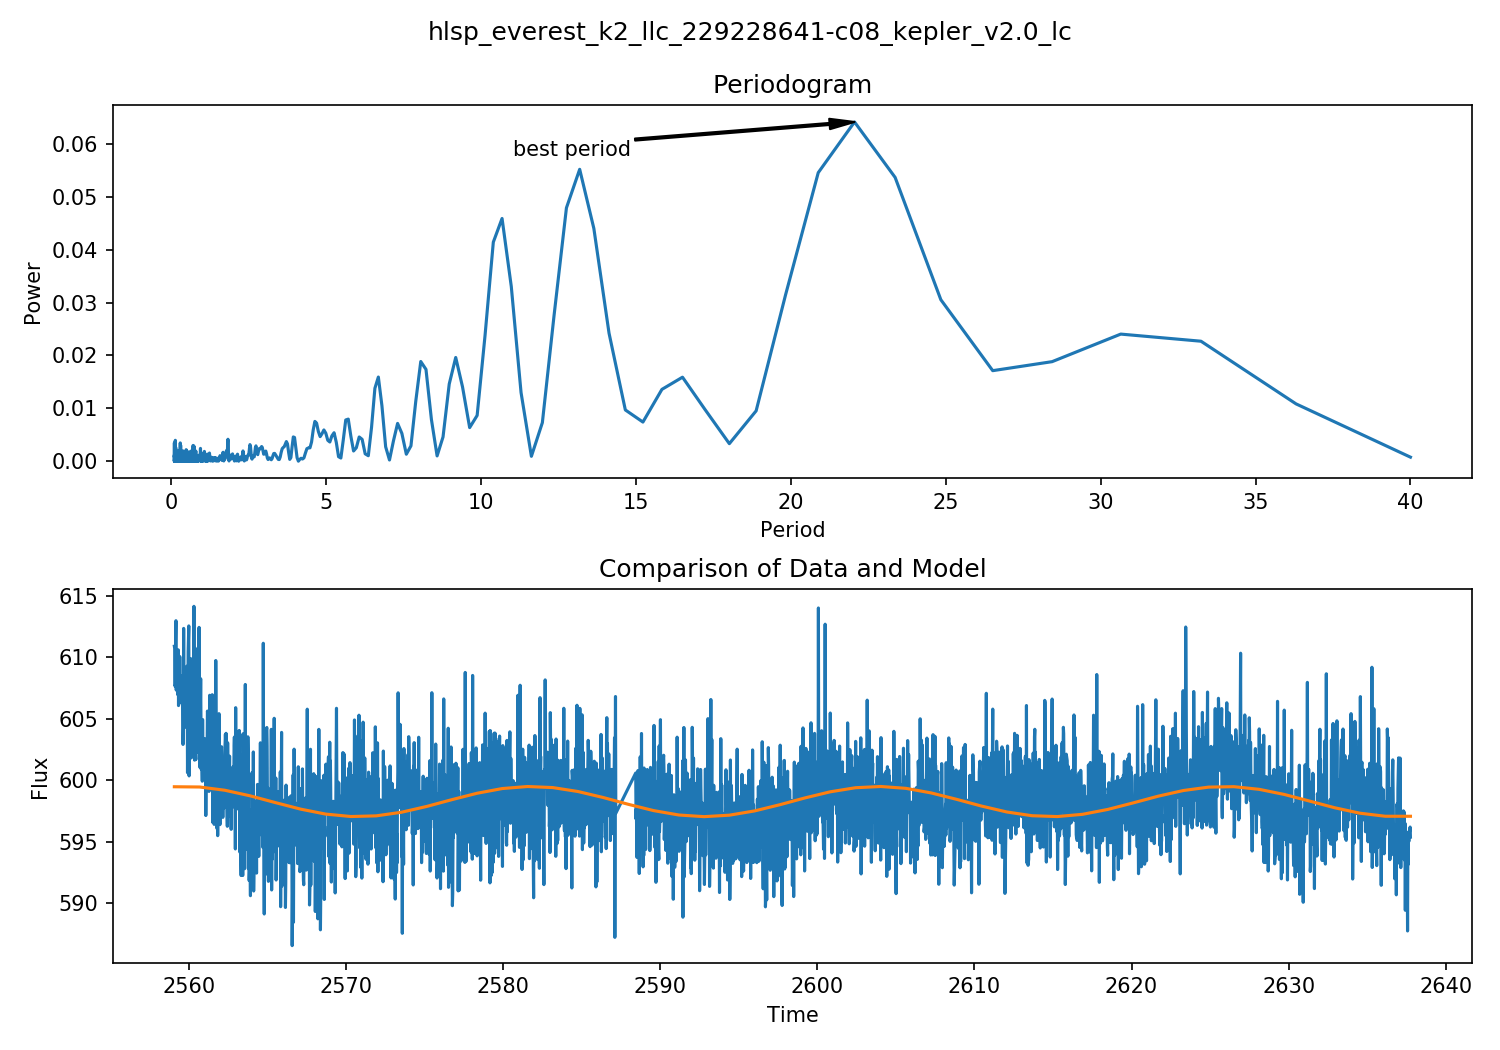 hlsp_everest_k2_llc_229228641-c08_kepler_v2.0_lc
Periodogram
best period
0.06
0.05
0.04
0.03
0.02
0.01
0.00
Power
0 5 10 15 20 25 30 35 40
Period
Comparison of Data and Model
615
610
605
600
595
590
Flux
2560 2570 2580 2590 2600 2610 2620 2630 2640
Time